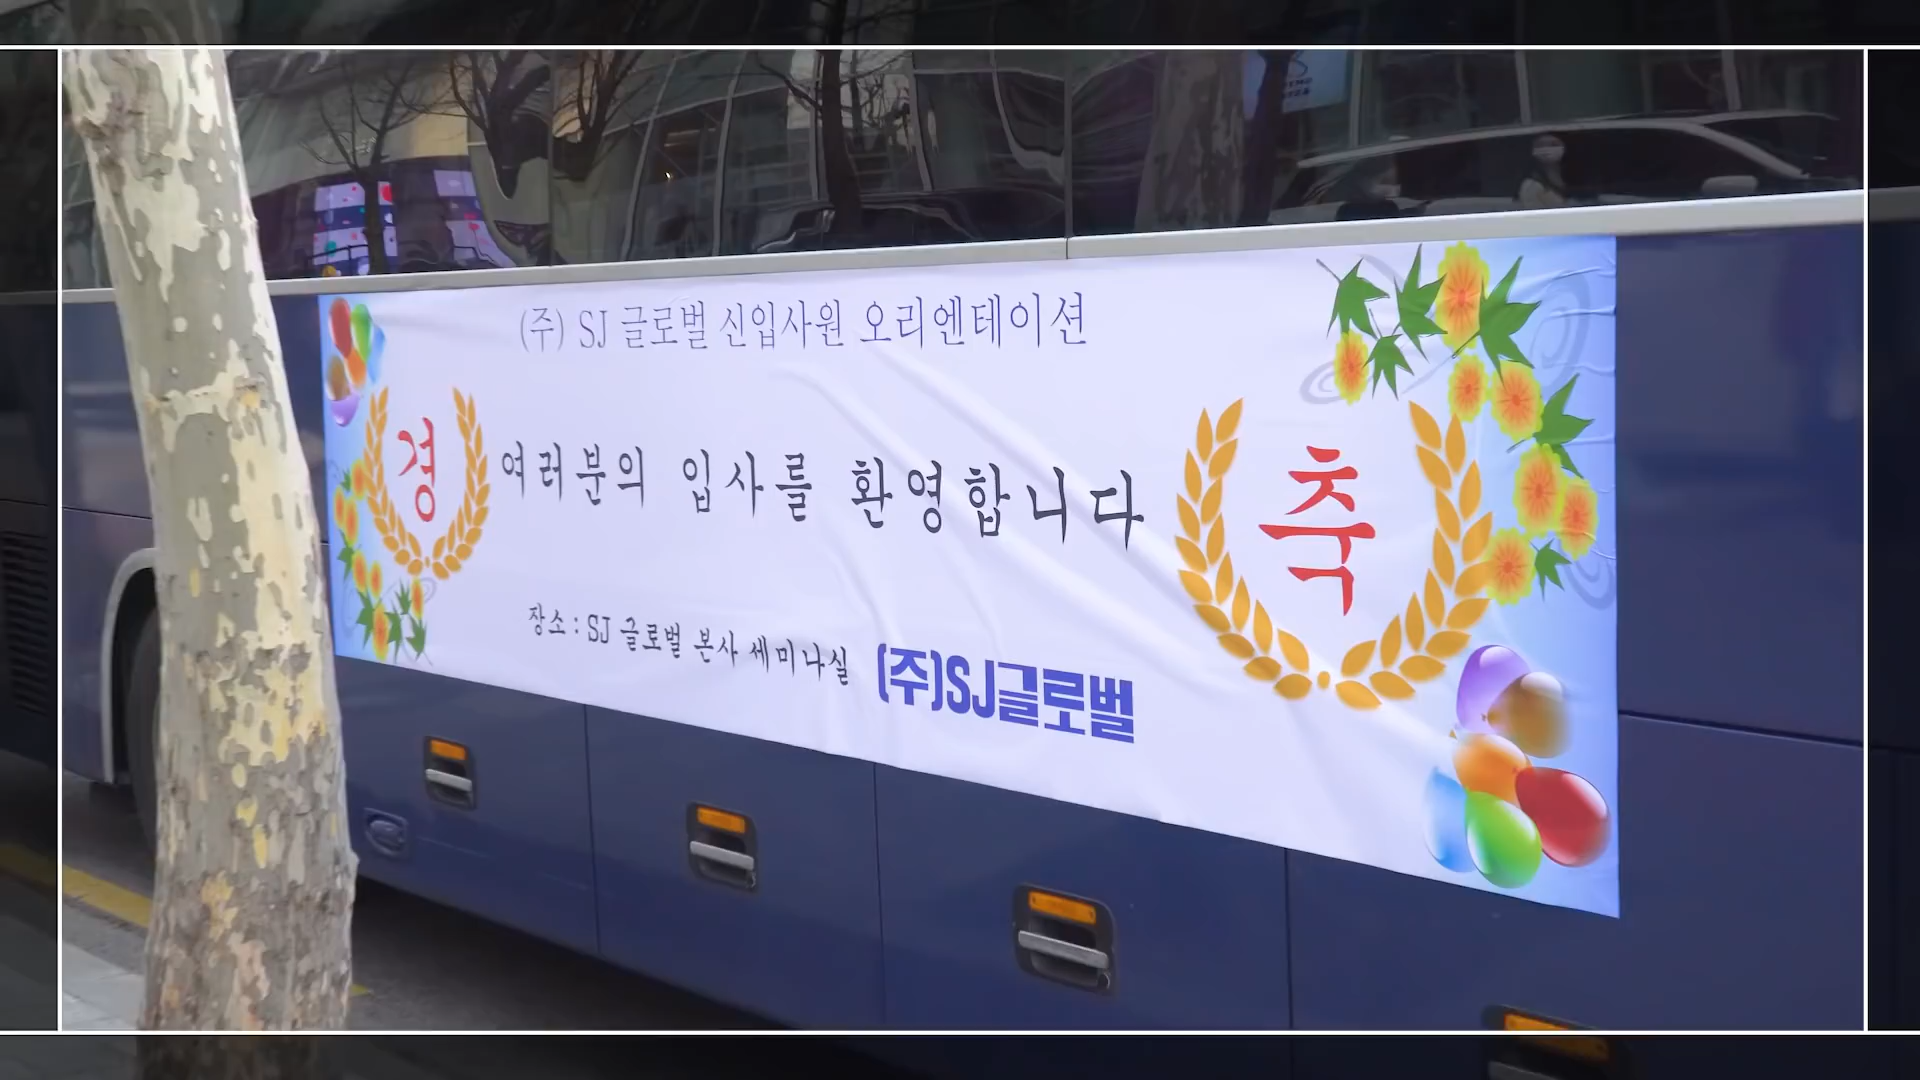 (주) SJ 글로벌 신입사원 오리엔테이션
경 여러분의 입사를 환영합니다 축
장소 : SJ 글로벌 본사 세미나실
(주)SJ글로벌